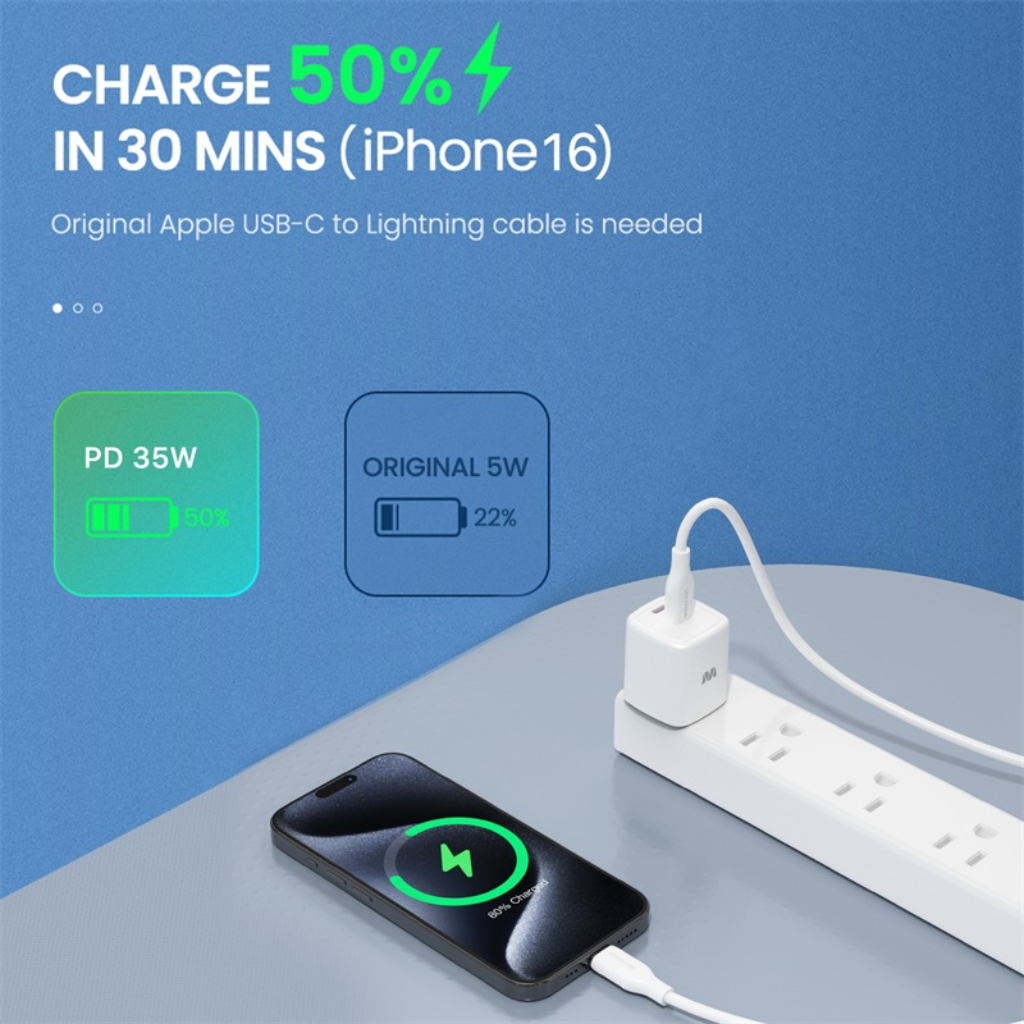 CHARGE 50%
IN 30 MINS (iPhone16)
Original Apple USB-C to Lightning cable is needed
PD 35W
50%
ORIGINAL 5W
22%
80% Charged